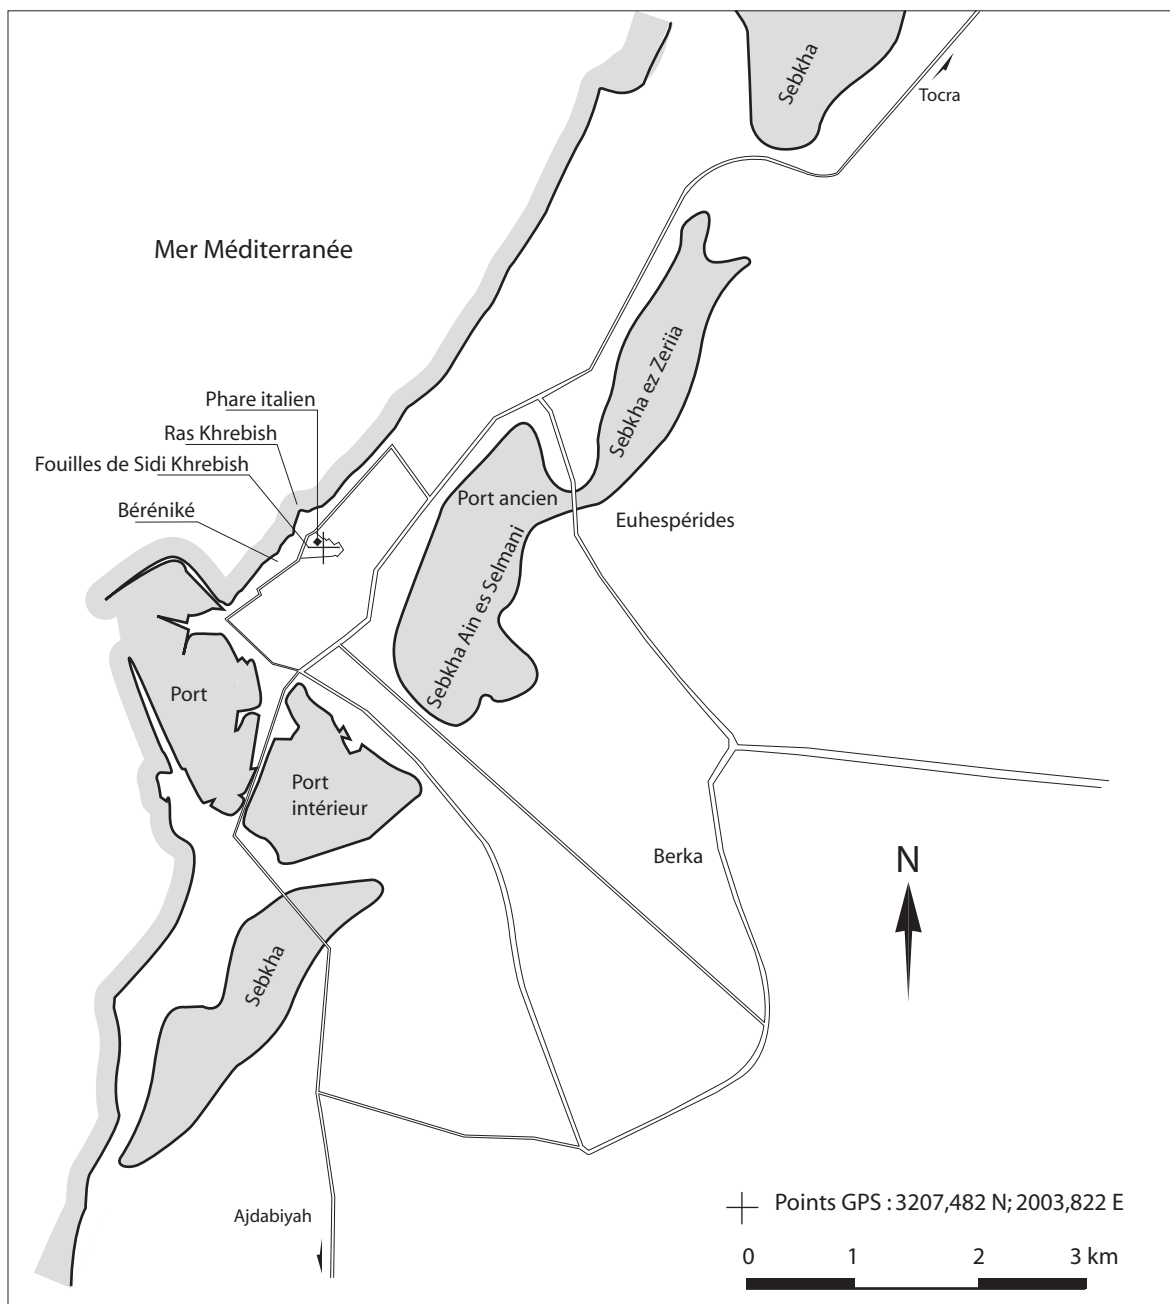 Sebkha
Tocra
Mer Méditerranée
Sebkha ez Zeriia
Phare italien
Ras Khrebish
Fouilles de Sidi Khrebish
Béréniké
Port ancien
Euhespérides
Sebkha Ain es Selmani
Port
Port
intérieur
Berka
N
Sebkha
Ajdabiyah
Points GPS : 3207,482 N; 2003,822 E
0 1 2 3 km